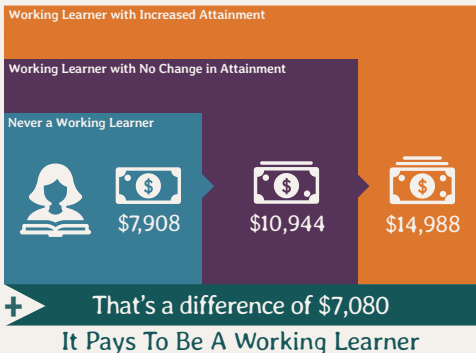 Working Learner with Increased Attainment
Working Learner with No Change in Attainment
Never a Working Learner
$ $ $
$7,908 $10,944 $14,988
+ That's a difference of $7,080
It Pays To Be A Working Learner